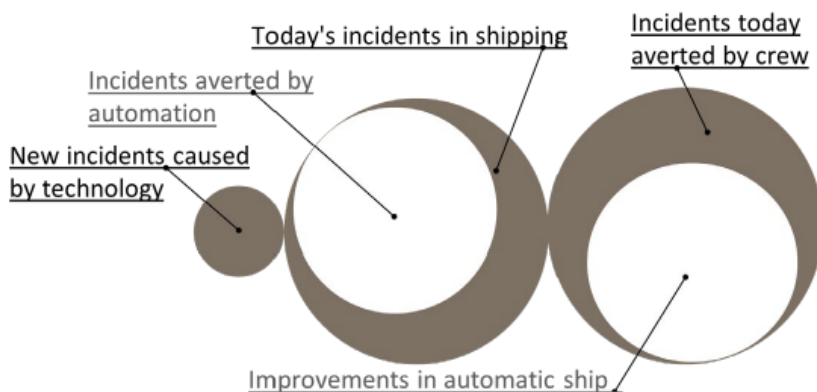 Today's incidents in shipping
Incidents today
averted by crew
Incidents averted by
automation
New incidents caused
by technology
Improvements in automatic ship